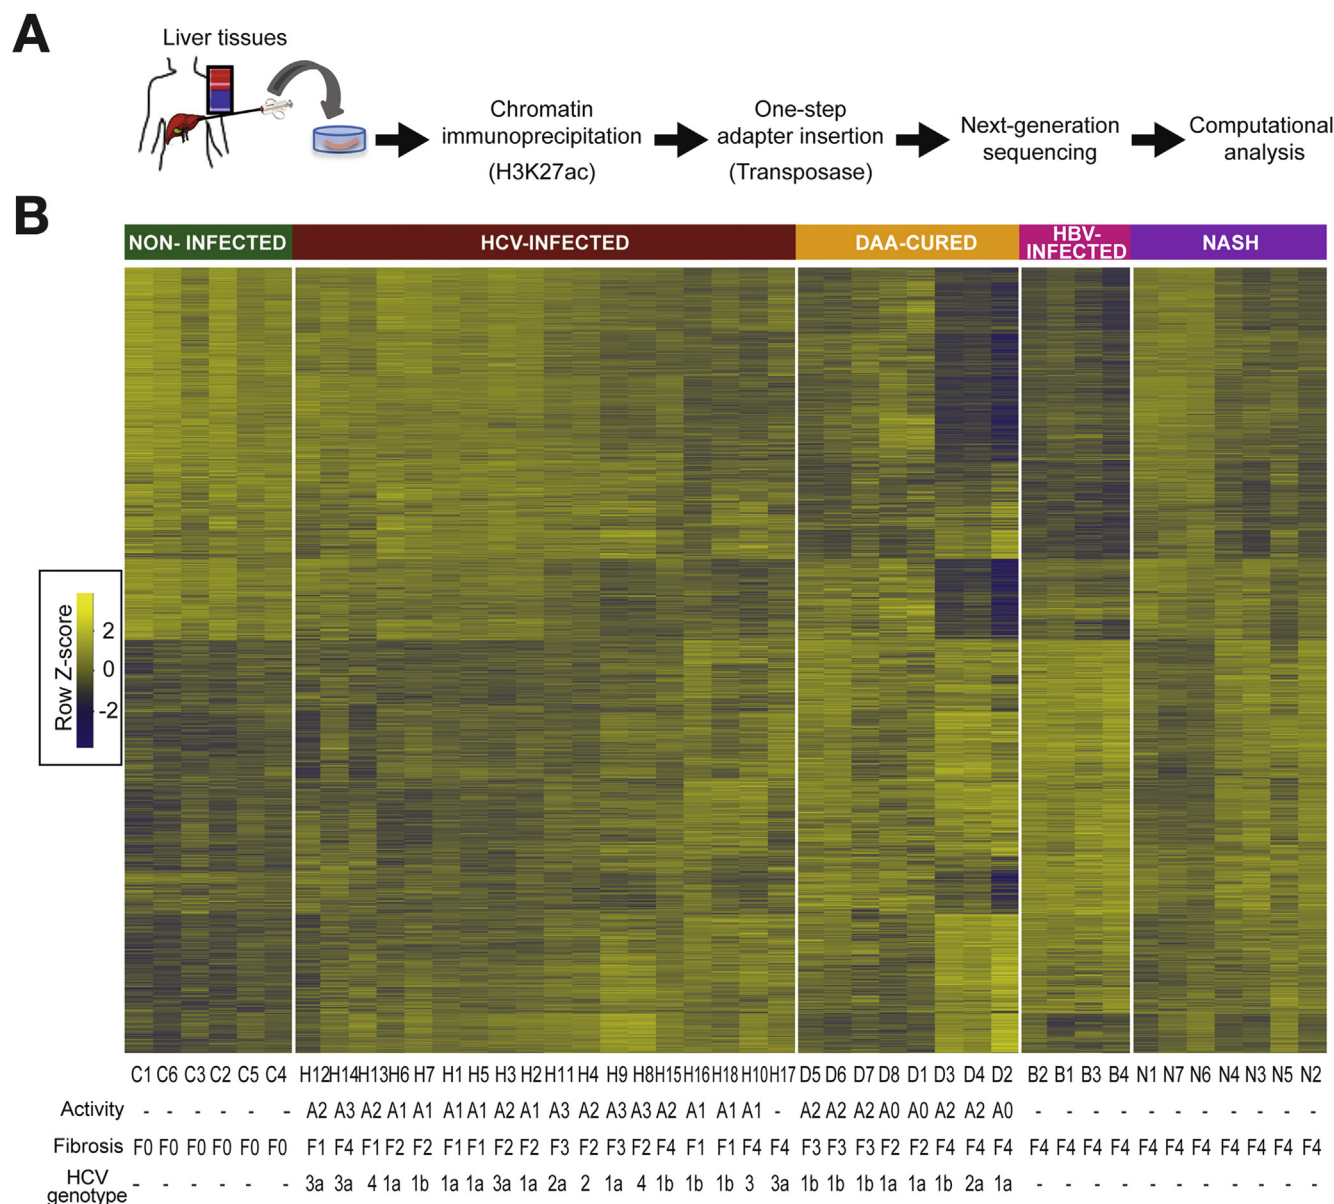 A
Liver tissues
Chromatin
immunoprecipitation
(H3K27ac)
One-step
adapter insertion
(Transposase)
Next-generation
sequencing
Computational
analysis
B
NON- INFECTED
HCV-INFECTED
DAA-CURED
HBV-
INFECTED
NASH
Row Z-score
2
0
-2
C1 C6 C3 C2 C5 C4 H12 H14 H13 H6 H7 H1 H5 H3 H2 H11 H4 H9 H8 H15 H16 H18 H10 H17 D5 D6 D7 D8 D1 D3 D4 D2 B2 B1 B3 B4 N1 N7 N6 N4 N3 N5 N2
Activity - - - - - - A2 A3 A2 A1 A1 A1 A1 A2 A1 A3 A2 A3 A3 A2 A1 A1 A1 - A2 A2 A2 A0 A0 A2 A2 A0 - - - - - - - - - - -
Fibrosis F0 F0 F0 F0 F0 F0 F1 F4 F1 F2 F2 F1 F1 F2 F2 F3 F2 F3 F2 F4 F1 F1 F4 F4 F3 F3 F3 F2 F2 F4 F4 F4 F4 F4 F4 F4 F4 F4 F4 F4 F4 F4 F4
HCV
genotype - - - - - - 3a 3a 4 1a 1b 1a 1a 3a 1a 2a 2 1a 4 1b 1b 1b 3 3a 1b 1b 1b 1a 1a 1b 2a 1a - - - - - - - - - - -